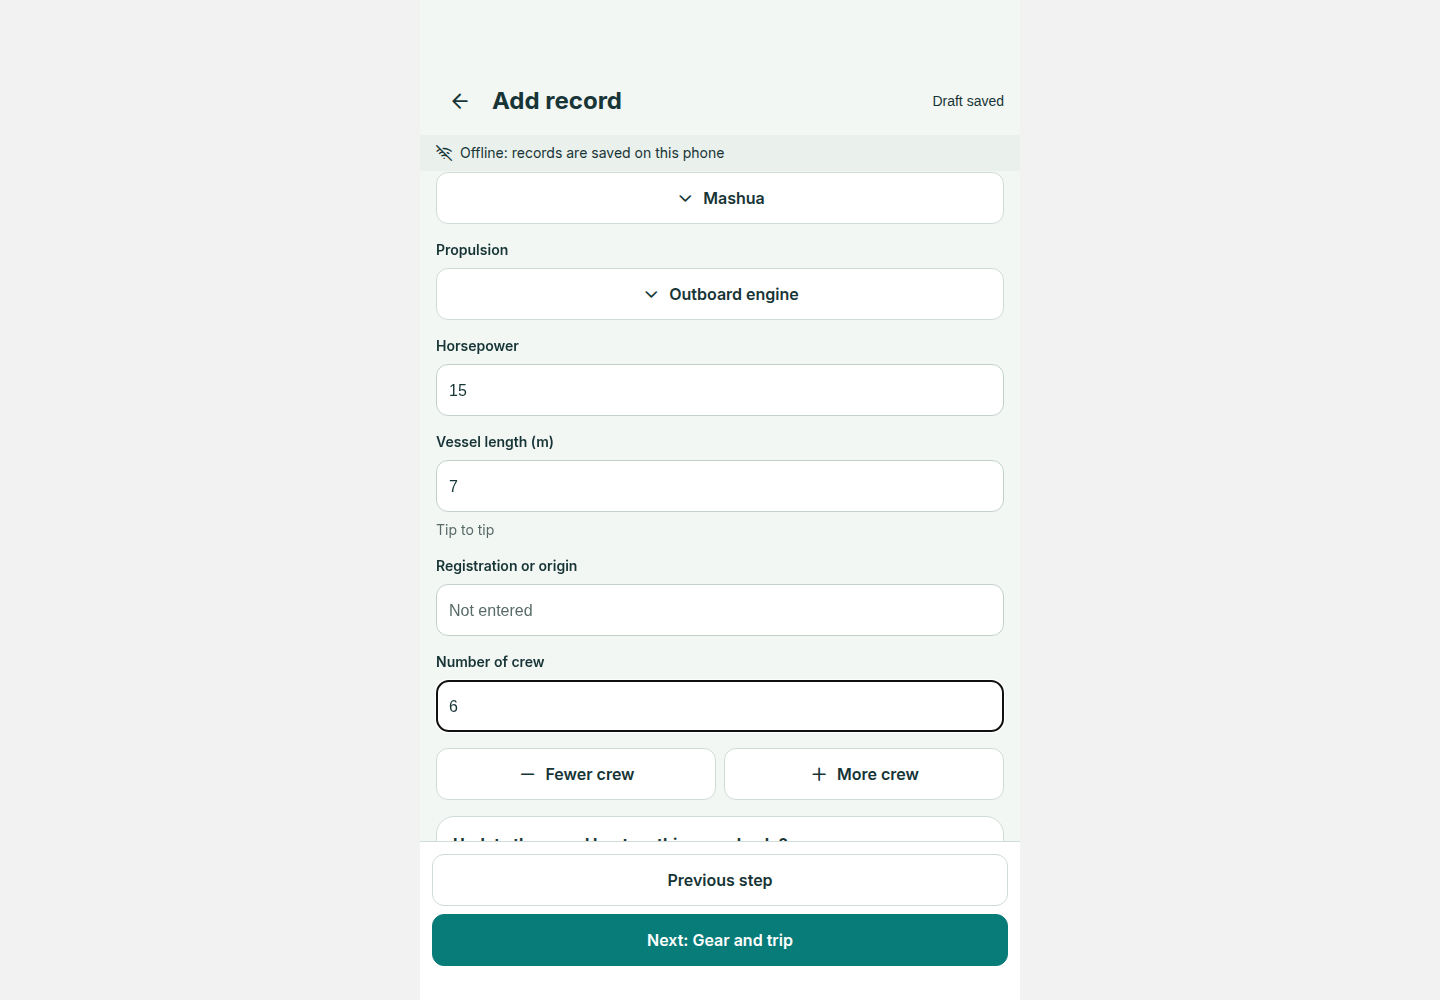 Add record
Draft saved
Offline: records are saved on this phone
Mashua
Propulsion
Outboard engine
Horsepower
15
Vessel length (m)
7
Tip to tip
Registration or origin
Not entered
Number of crew
6
Fewer crew
More crew
Previous step
Next: Gear and trip